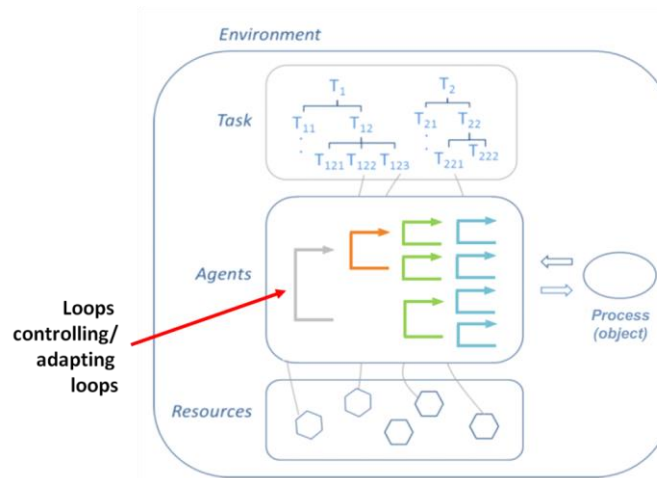 Environment
Task
T1
T2
T11
T12
T21
T22
T121 T122 T123
T221
T222
Agents
Loops
controlling/
adapting
loops
Process
(object)
Resources